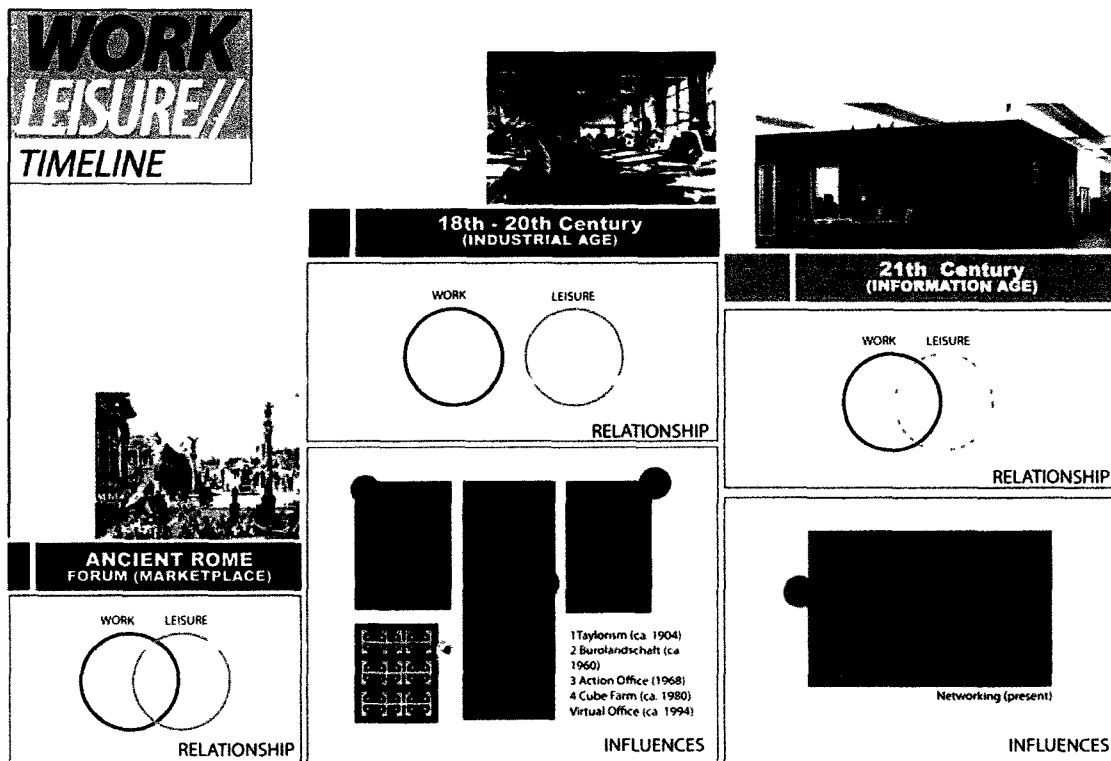 WORK
LEISURE//
TIMELINE
ANCIENT ROME
FORUM (MARKETPLACE)
WORK
LEISURE
RELATIONSHIP
18th - 20th Century
(INDUSTRIAL AGE)
WORK
LEISURE
RELATIONSHIP
1 Taylorism (ca. 1904)
2 Burolandschaft (ca
1960)
3 Action Office (1968)
4 Cube Farm (ca. 1980)
Virtual Office (ca 1994)
INFLUENCES
21th Century
(INFORMATION AGE)
WORK
LEISURE
RELATIONSHIP
Networking (present)
INFLUENCES